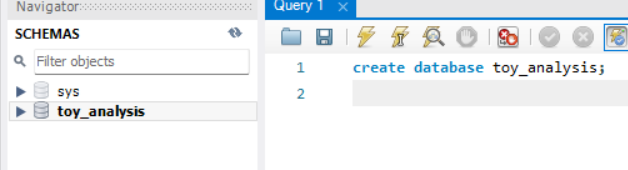 Navigator
SCHEMAS
Filter objects
sys
toy_analysis
Query 1
1 create database toy_analysis;
2